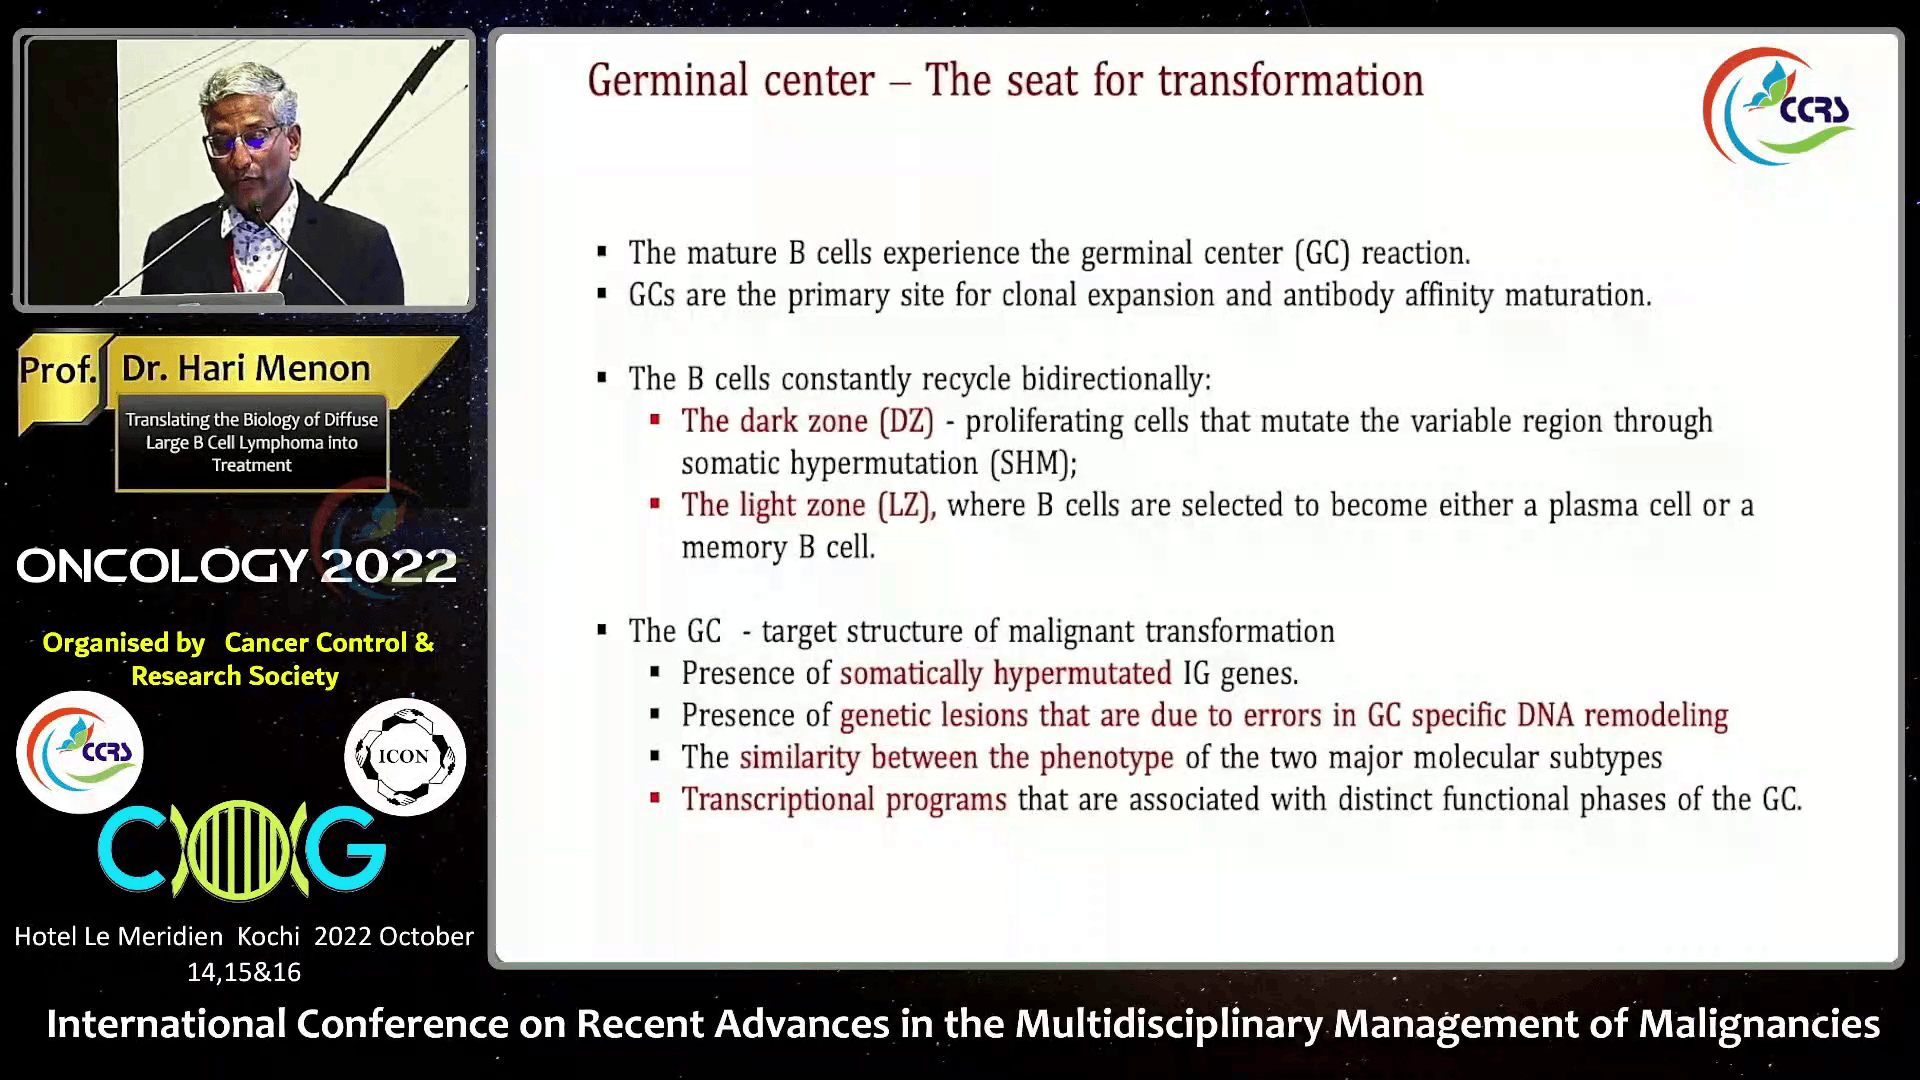 Germinal center – The seat for transformation
CCRS
▪ The mature B cells experience the germinal center (GC) reaction.
▪ GCs are the primary site for clonal expansion and antibody affinity maturation.
▪ The B cells constantly recycle bidirectionally:
▪ The dark zone (DZ) - proliferating cells that mutate the variable region through
somatic hypermutation (SHM);
▪ The light zone (LZ), where B cells are selected to become either a plasma cell or a
memory B cell.
▪ The GC - target structure of malignant transformation
▪ Presence of somatically hypermutated IG genes.
▪ Presence of genetic lesions that are due to errors in GC specific DNA remodeling
▪ The similarity between the phenotype of the two major molecular subtypes
▪ Transcriptional programs that are associated with distinct functional phases of the GC.
Prof. Dr. Hari Menon
Translating the Biology of Diffuse
Large B Cell Lymphoma into
Treatment
ONCOLOGY 2022
Organised by Cancer Control &
Research Society
CCRS
ICON
COG
Hotel Le Meridien Kochi 2022 October
14,15&16
International Conference on Recent Advances in the Multidisciplinary Management of Malignancies